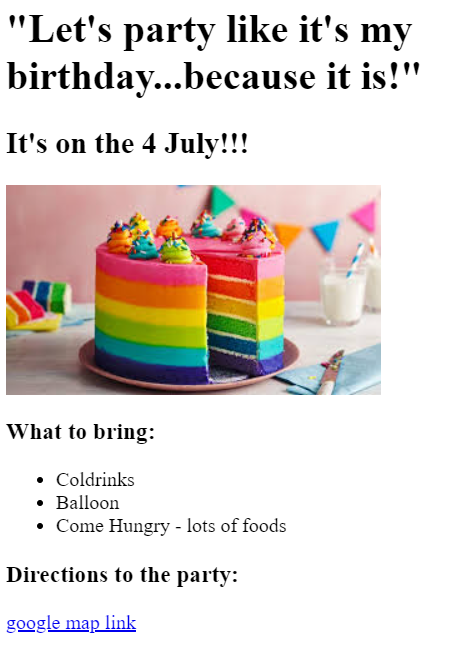 "Let's party like it's my
birthday...because it is!"
It's on the 4 July!!!
What to bring:
Coldrinks
Balloon
Come Hungry - lots of foods
Directions to the party:
google map link